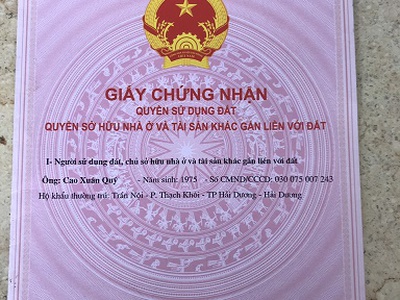 GIẤY CHỨNG NHẬN
QUYỀN SỬ DỤNG ĐẤT
QUYỀN SỞ HỮU NHÀ Ở VÀ TÀI SẢN KHÁC GẮN LIỀN VỚI ĐẤT
I- Người sử dụng đất, chủ sở hữu nhà ở và tài sản khác gắn liền với đất
Ông: Cao Xuân Quý - Năm sinh: 1975 - Số CMND/CCCD: 030 075 007 243
Hộ khẩu thường trú: Trần Nội - P. Thạch Khôi - TP Hải Dương - Hải Dương